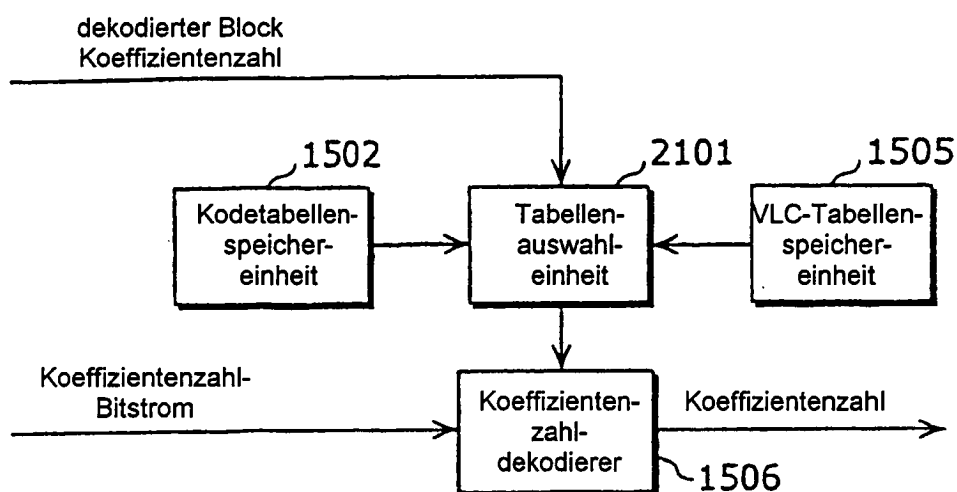 dekodierter Block
Koeffizientenzahl
1502
2101
1505
Kodetabellen-
speicher-
einheit
Tabellen-
auswahl-
einheit
VLC-Tabellen-
speicher-
einheit
Koeffizientenzahl-
Bitstrom
Koeffizienten-
zahl-
dekodierer
Koeffizientenzahl
1506